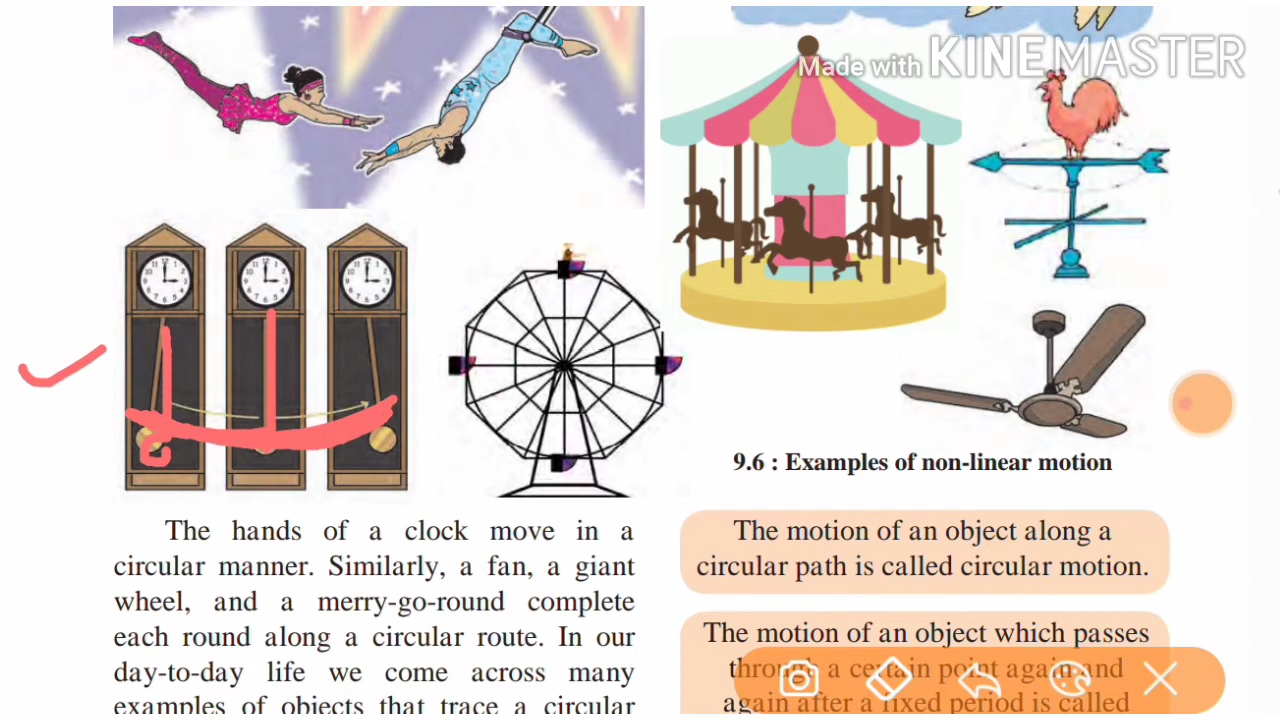 Made with KINEMASTER
9.6 : Examples of non-linear motion
The hands of a clock move in a
circular manner. Similarly, a fan, a giant
wheel, and a merry-go-round complete
each round along a circular route. In our
day-to-day life we come across many
examples of objects that trace a circular
The motion of an object along a
circular path is called circular motion.
The motion of an object which passes
through a certain point again and
again after a fixed period is called